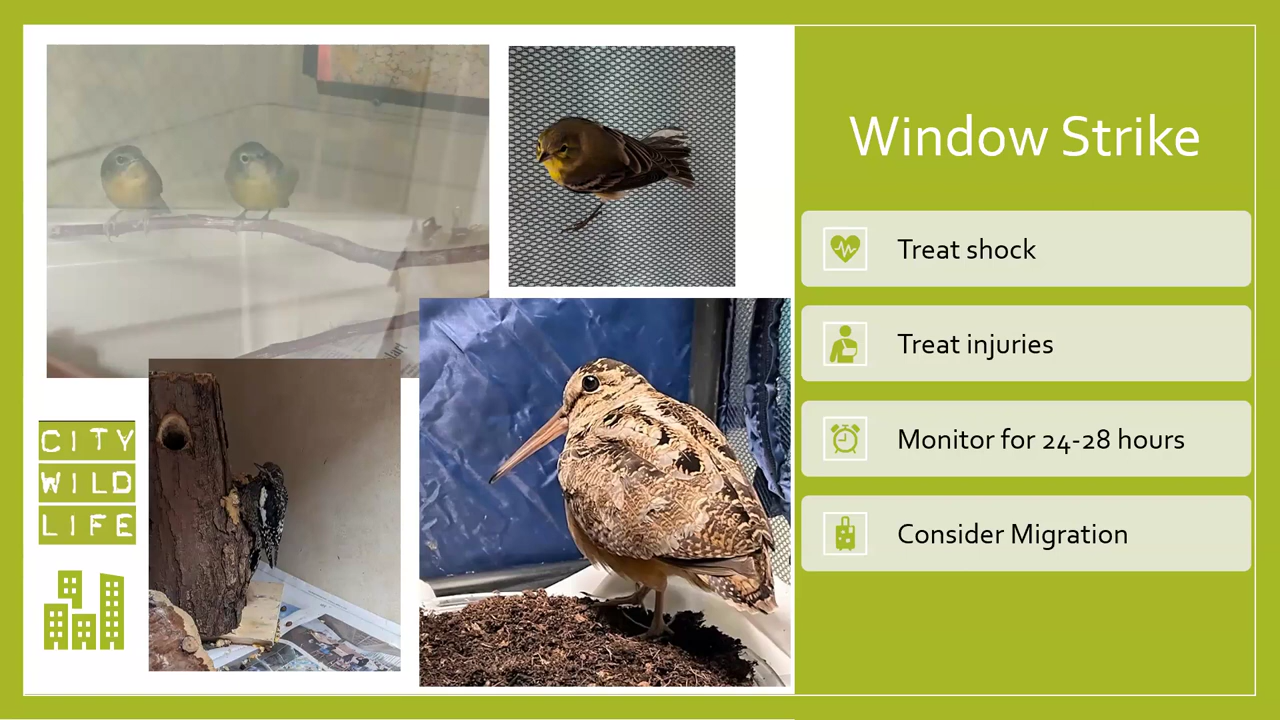 Window Strike
Treat shock
Treat injuries
Monitor for 24-28 hours
Consider Migration
CITY
WILD
LIFE